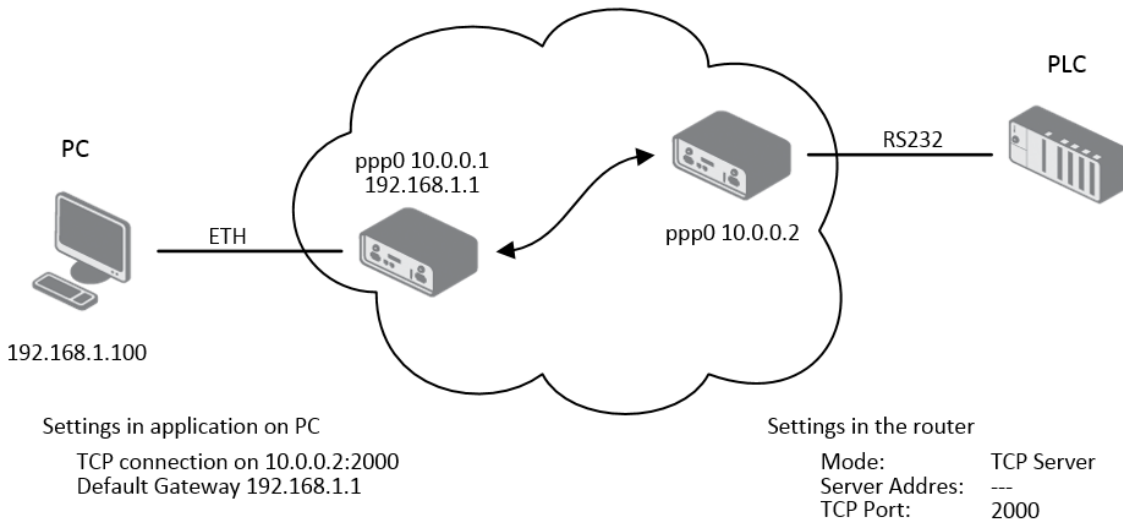 PLC
PC
ppp0 10.0.0.1
192.168.1.1
RS232
ETH
ppp0 10.0.0.2
192.168.1.100
Settings in application on PC
TCP connection on 10.0.0.2:2000
Default Gateway 192.168.1.1
Settings in the router
Mode: TCP Server
Server Addres: ---
TCP Port: 2000